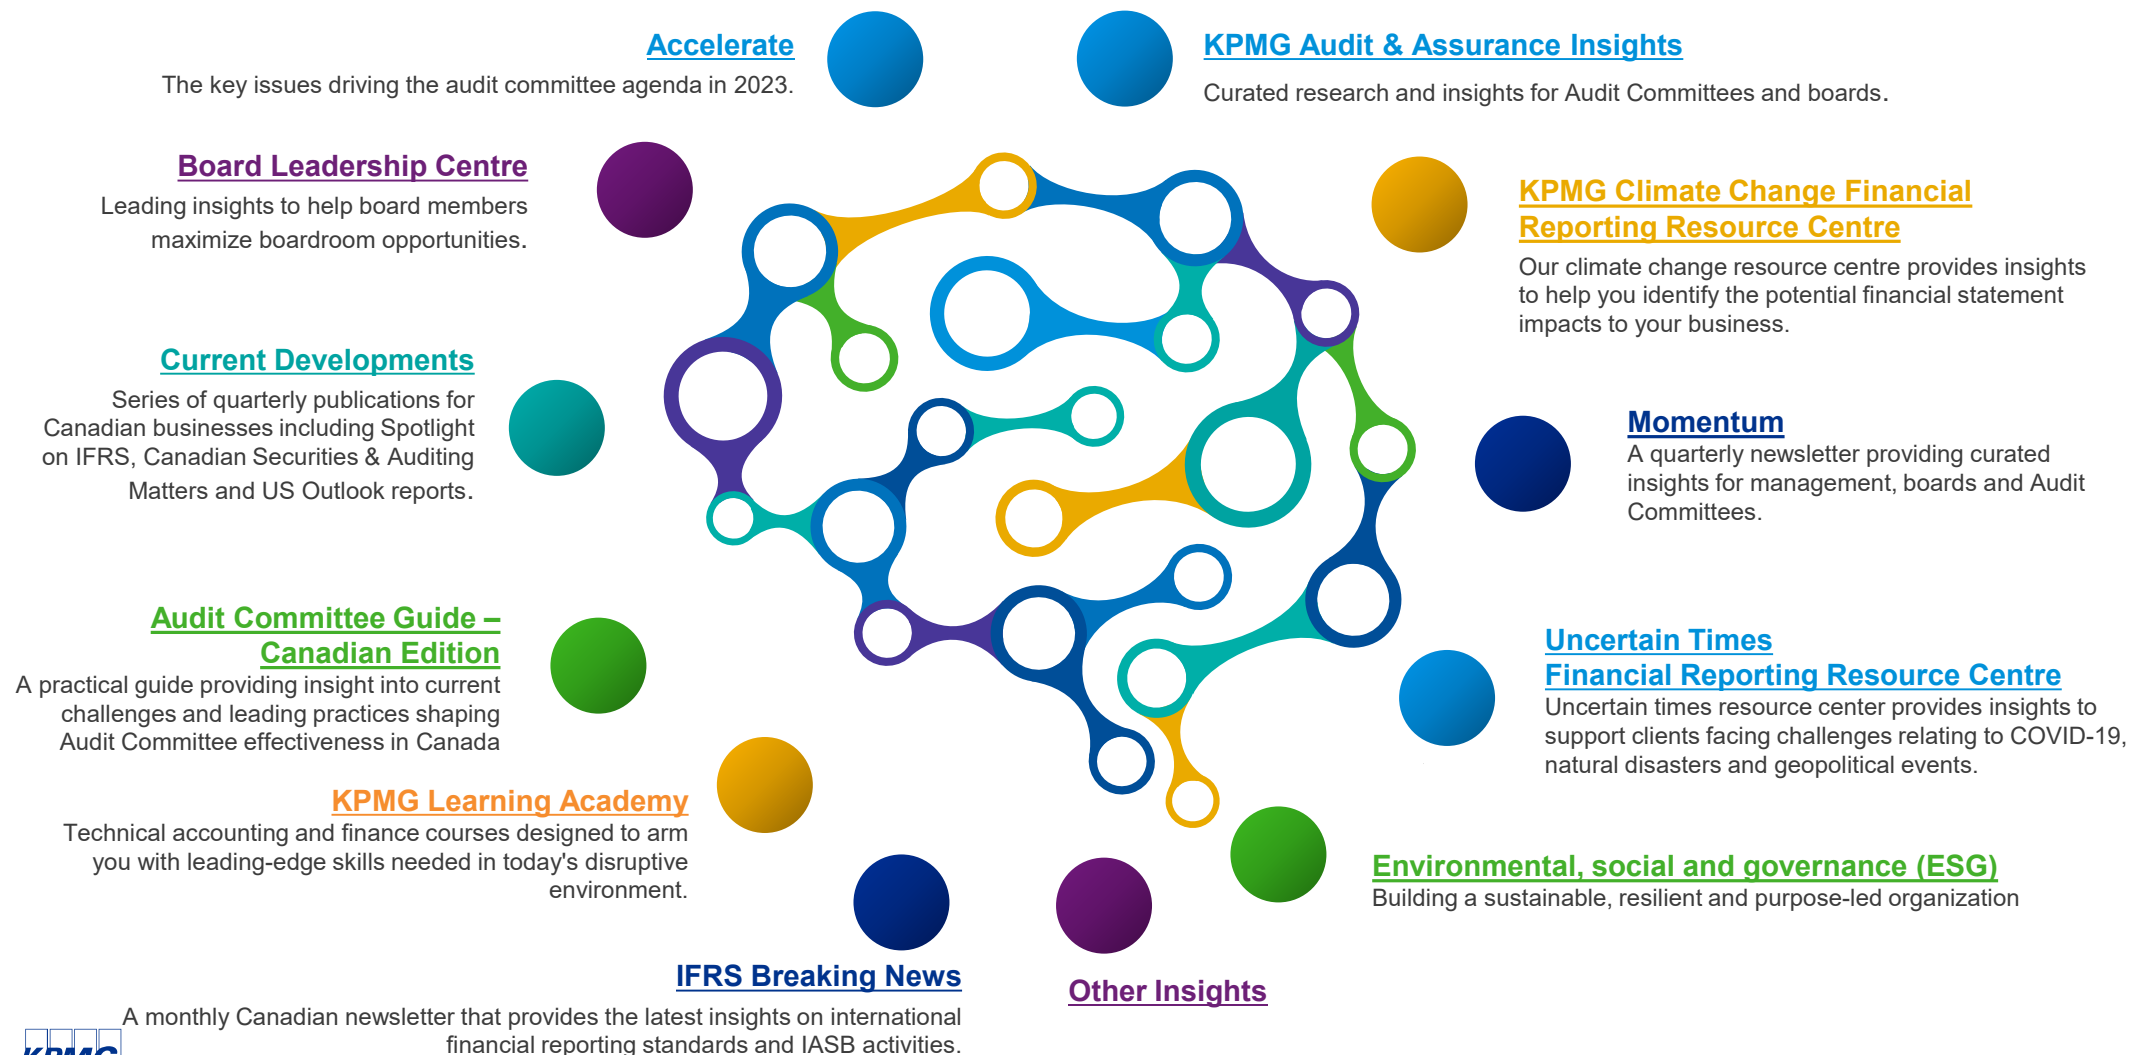 Accelerate
The key issues driving the audit committee agenda in 2023.
KPMG Audit & Assurance Insights
Curated research and insights for Audit Committees and boards.
Board Leadership Centre
Leading insights to help board members
maximize boardroom opportunities.
KPMG Climate Change Financial
Reporting Resource Centre
Our climate change resource centre provides insights
to help you identify the potential financial statement
impacts to your business.
Current Developments
Series of quarterly publications for
Canadian businesses including Spotlight
on IFRS, Canadian Securities & Auditing
Matters and US Outlook reports.
Momentum
A quarterly newsletter providing curated
insights for management, boards and Audit
Committees.
Audit Committee Guide –
Canadian Edition
A practical guide providing insight into current
challenges and leading practices shaping
Audit Committee effectiveness in Canada
Uncertain Times
Financial Reporting Resource Centre
Uncertain times resource center provides insights to
support clients facing challenges relating to COVID-19,
natural disasters and geopolitical events.
KPMG Learning Academy
Technical accounting and finance courses designed to arm
you with leading-edge skills needed in today's disruptive
environment.
Environmental, social and governance (ESG)
Building a sustainable, resilient and purpose-led organization
IFRS Breaking News
A monthly Canadian newsletter that provides the latest insights on international
financial reporting standards and IASB activities.
Other Insights
KPMG